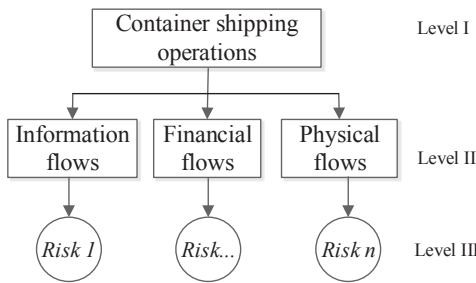 Container shipping
operations
Level I
Information
flows
Financial
flows
Physical
flows
Level II
Risk 1
Risk...
Risk n
Level III